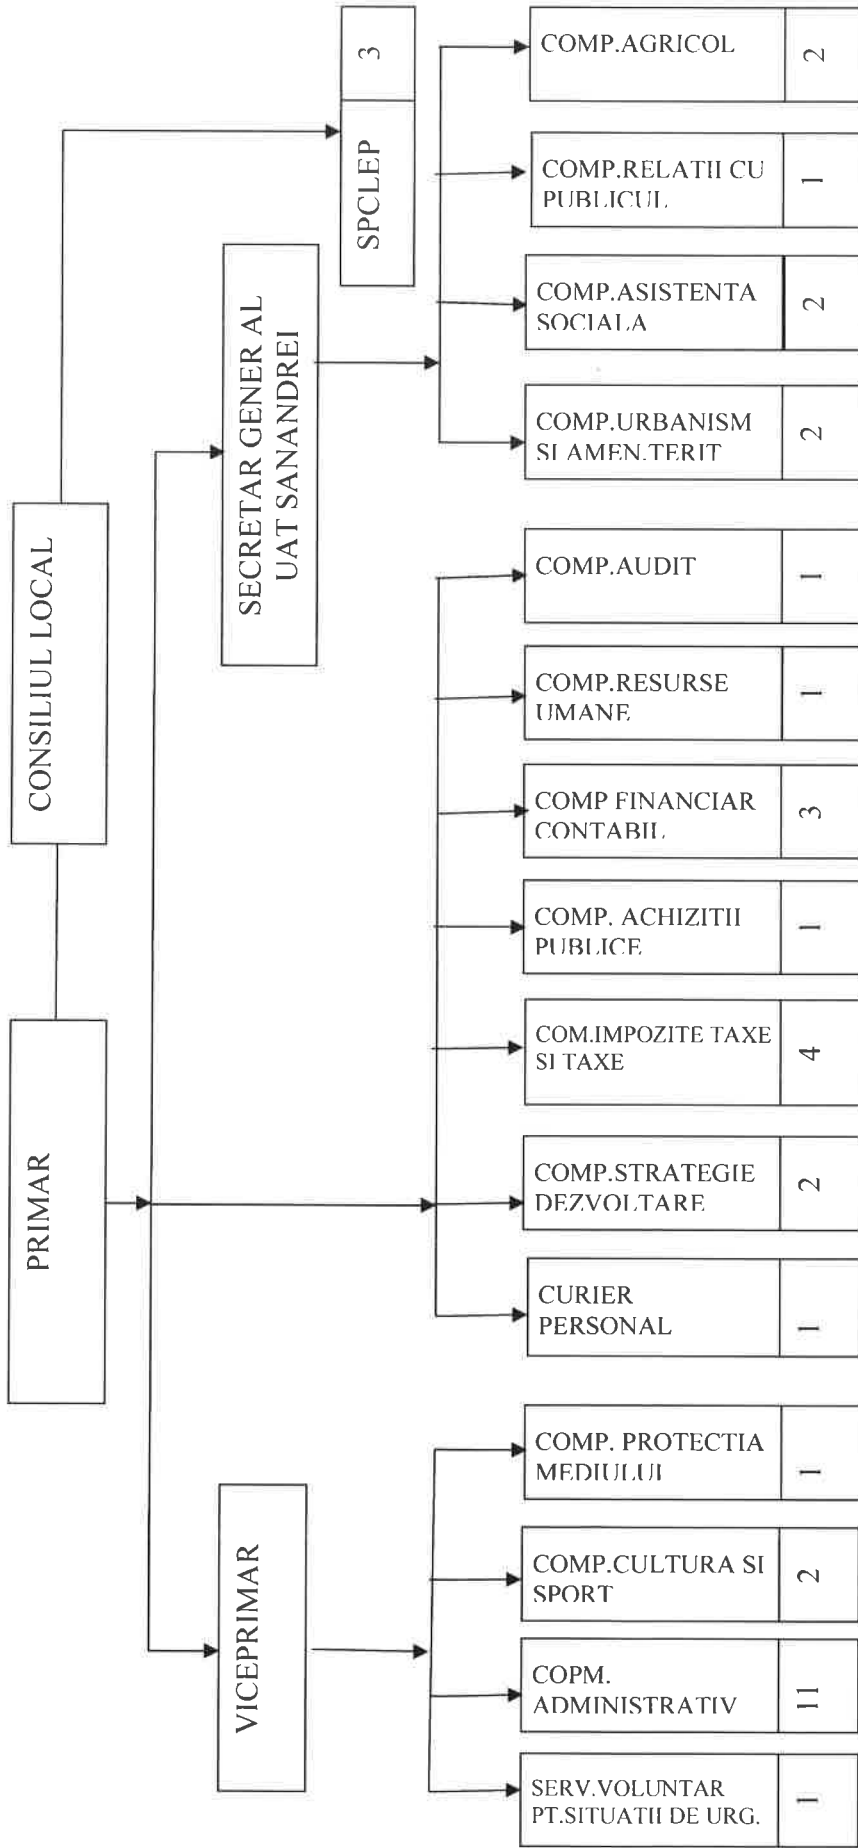 PRIMAR
CONSILIUL LOCAL
VICEPRIMAR
SECRETAR GENERAL AL
UAT SANANDREI
SPCLEP
3
SERV.VOLUNTAR
PT.SITUATII DE URG.
1
COPM.
ADMINISTRATIV
11
COMP.CULTURA SI
SPORT
2
COMP. PROTECTIA
MEDIULUI
1
CURIER
PERSONAL
1
COMP.STRATEGIE
DEZVOLTARE
2
COM.IMPOZITE TAXE
SI TAXE
4
COMP. ACHIZITII
PUBLICE
1
COMP FINANCIAR
CONTABIL
3
COMP.RESURSE
UMANE
1
COMP.AUDIT
1
COMP.URBANISM
SI AMEN.TERIT
2
COMP.ASISTENTA
SOCIALA
2
COMP.RELATII CU
PUBLICUL
1
COMP.AGRICOL
2